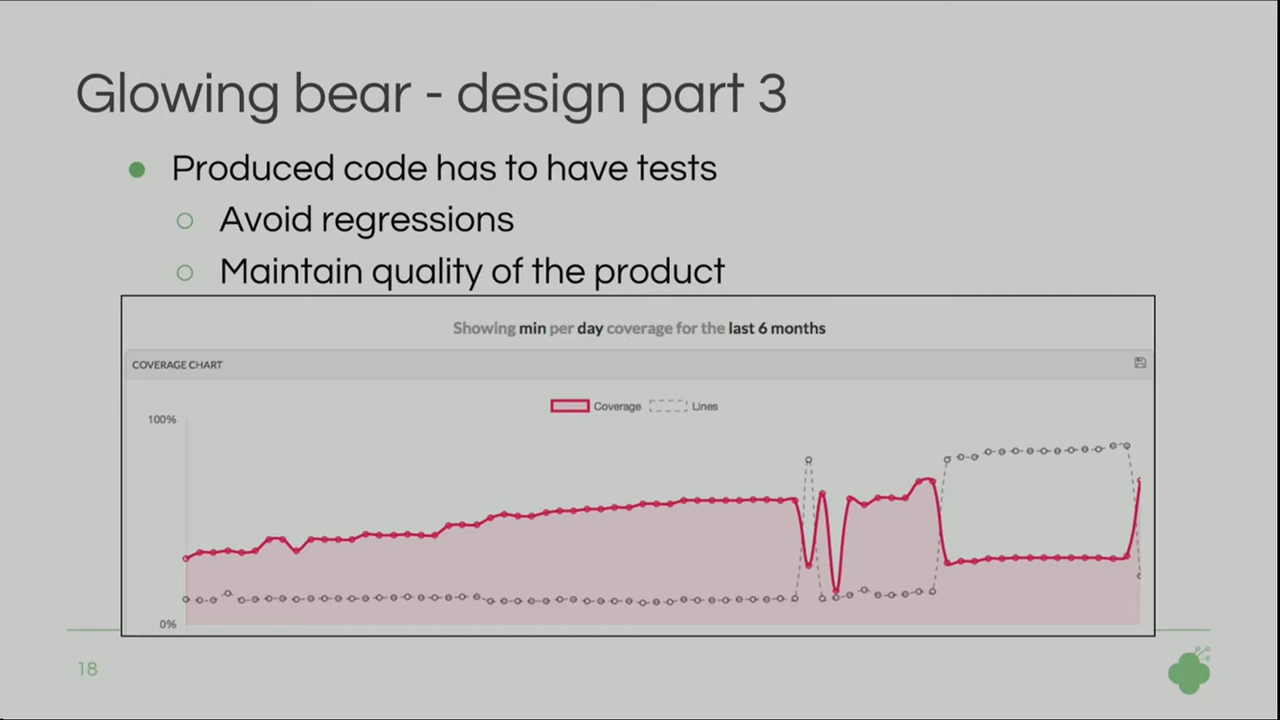 Glowing bear - design part 3
Produced code has to have tests
Avoid regressions
Maintain quality of the product
Showing min per day coverage for the last 6 months
COVERAGE CHART
Coverage Lines
100%
0%
18